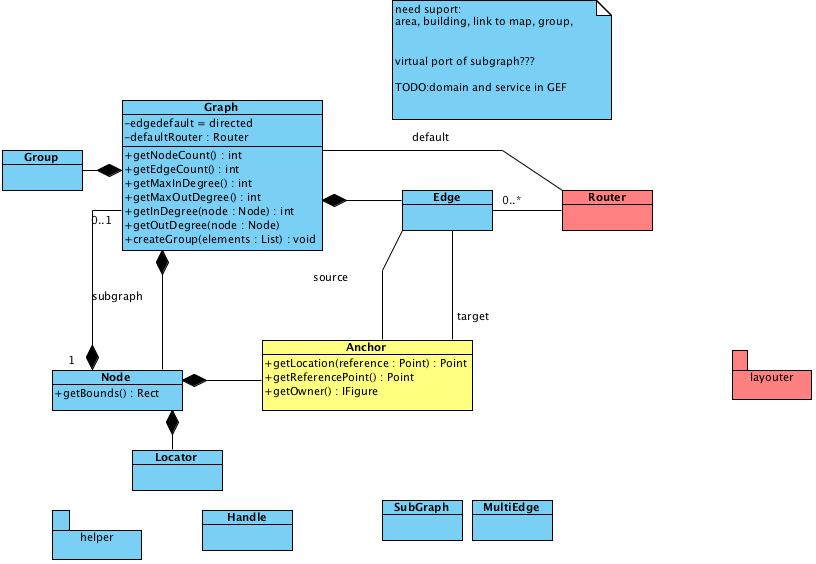 need suport:
area, building, link to map, group,
virtual port of subgraph???
TODO:domain and service in GEF
Graph
-edgedefault = directed
-defaultRouter : Router
+getNodeCount() : int
+getEdgeCount() : int
+getMaxInDegree() : int
+getMaxOutDegree() : int
+getInDegree(node : Node) : int
+getOutDegree(node : Node)
+createGroup(elements : List) : void
default
Group
Edge
0..*
Router
0..1
subgraph
source
target
1
Node
+getBounds() : Rect
Anchor
+getLocation(reference : Point) : Point
+getReferencePoint() : Point
+getOwner() : IFigure
layouter
Locator
helper
Handle
SubGraph
MultiEdge